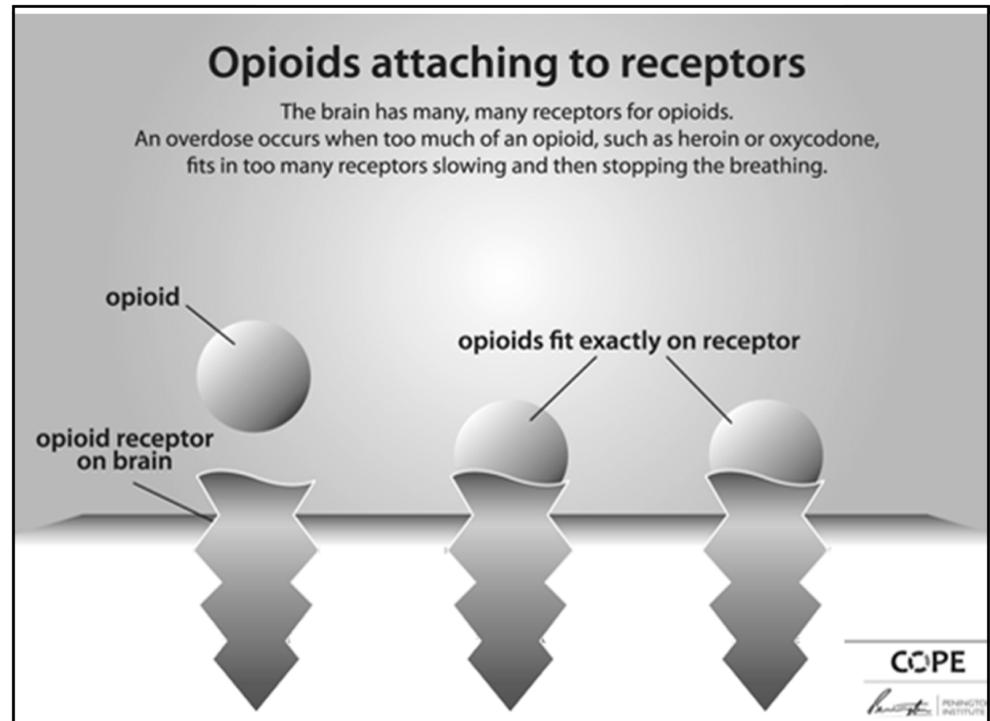 Opioids attaching to receptors
The brain has many, many receptors for opioids.
An overdose occurs when too much of an opioid, such as heroin or oxycodone,
fits in too many receptors slowing and then stopping the breathing.
opioid
opioids fit exactly on receptor
opioid receptor
on brain
COPE
INSTITUTE